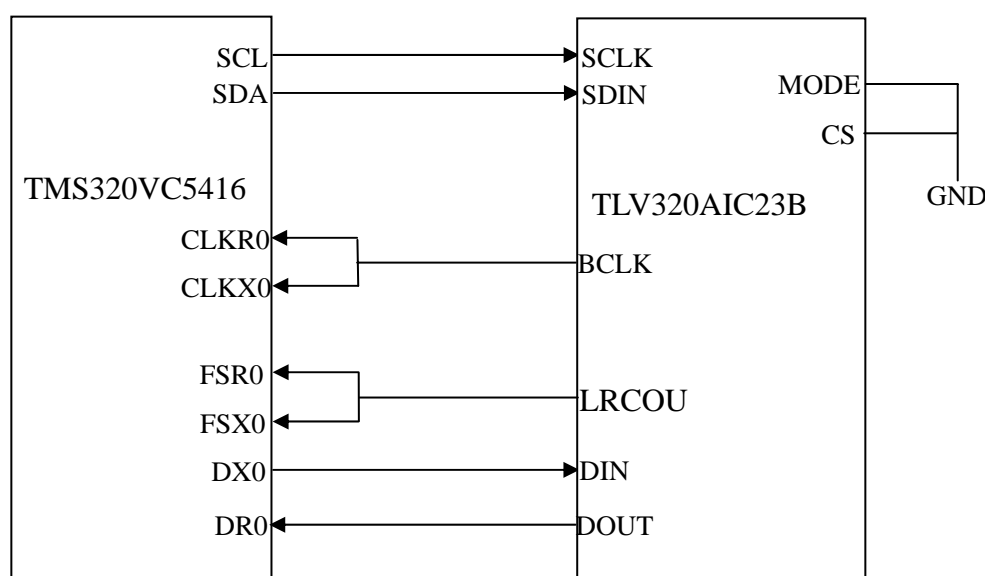 SCL
SCLK
SDA
SDIN
MODE
CS
TMS320VC5416
TLV320AIC23B
GND
CLKR0
BCLK
CLKX0
FSR0
LRCOU
FSX0
DX0
DIN
DR0
DOUT